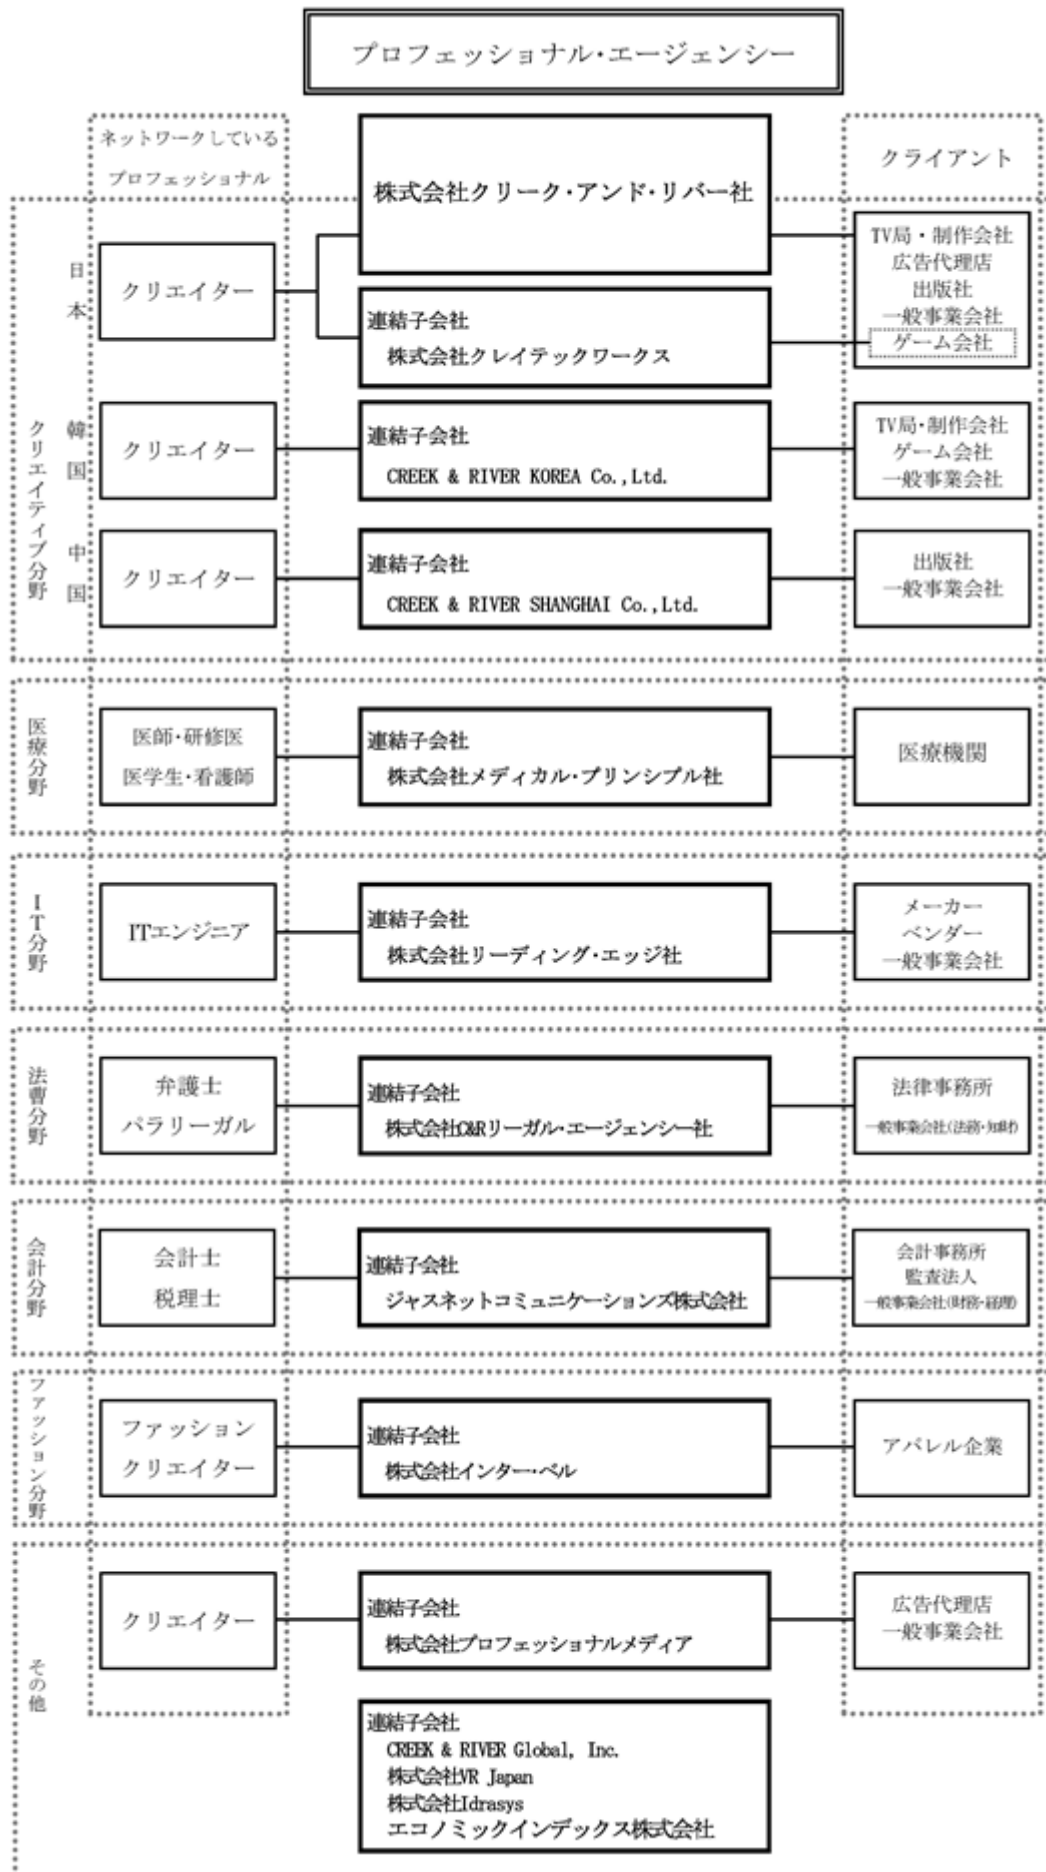 プロフェッショナル・エージェンシー
ネットワークしている
プロフェッショナル
クライアント
クリエイティブ分野
日本
クリエイター
株式会社クリーク・アンド・リバー社
連結子会社
株式会社クレイテックワークス
TV局・制作会社
広告代理店
出版社
一般事業会社
ゲーム会社
韓国
クリエイター
連結子会社
CREEK & RIVER KOREA Co.,Ltd.
TV局・制作会社
ゲーム会社
一般事業会社
中国
クリエイター
連結子会社
CREEK & RIVER SHANGHAI Co.,Ltd.
出版社
一般事業会社
医療分野
医師・研修医
医学生・看護師
連結子会社
株式会社メディカル・プリンシプル社
医療機関
IT分野
ITエンジニア
連結子会社
株式会社リーディング・エッジ社
メーカー
ベンダー
一般事業会社
法曹分野
弁護士
パラリーガル
連結子会社
株式会社C&Rリーガル・エージェンシー社
法律事務所
一般事業会社(法務・知財)
会計分野
会計士
税理士
連結子会社
ジャスネットコミュニケーションズ株式会社
会計事務所
監査法人
一般事業会社(財務・経理)
ファッション分野
ファッション
クリエイター
連結子会社
株式会社インター・ベル
アパレル企業
その他
クリエイター
連結子会社
株式会社プロフェッショナルメディア
広告代理店
一般事業会社
連結子会社
CREEK & RIVER Global, Inc.
株式会社VR Japan
株式会社Idrasys
エコノミックインデックス株式会社